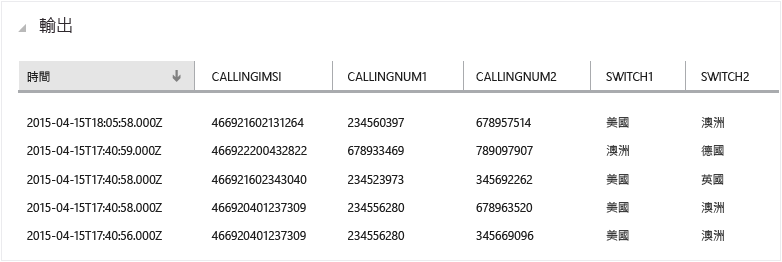 輸出
時間 CALLINGIMSI CALLINGNUM1 CALLINGNUM2 SWITCH1 SWITCH2
2015-04-15T18:05:58.000Z 466921602131264 234560397 678957514 美國 澳洲
2015-04-15T17:40:59.000Z 466922200432822 678933469 789097907 澳洲 德國
2015-04-15T17:40:58.000Z 466921602343040 234523973 345692262 美國 英國
2015-04-15T17:40:58.000Z 466920401237309 234556280 678963520 美國 澳洲
2015-04-15T17:40:56.000Z 466920401237309 234556280 345669096 美國 澳洲